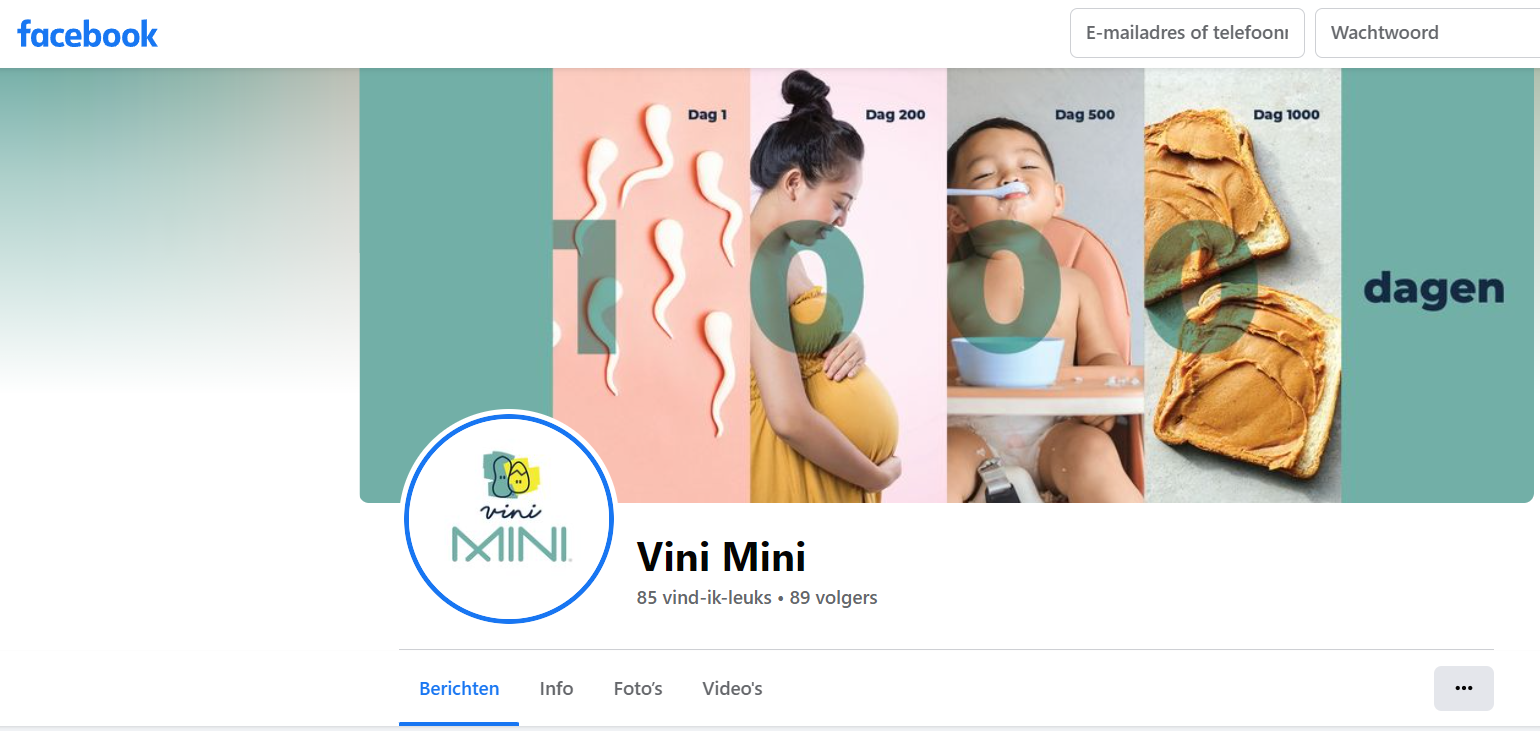 facebook
E-mailadres of telefoonn
Wachtwoord
Dag 1
Dag 200
Dag 500
Dag 1000
1000
dagen
vini
MINI
Vini Mini
85 vind-ik-leuks • 89 volgers
Berichten
Info
Foto's
Video's